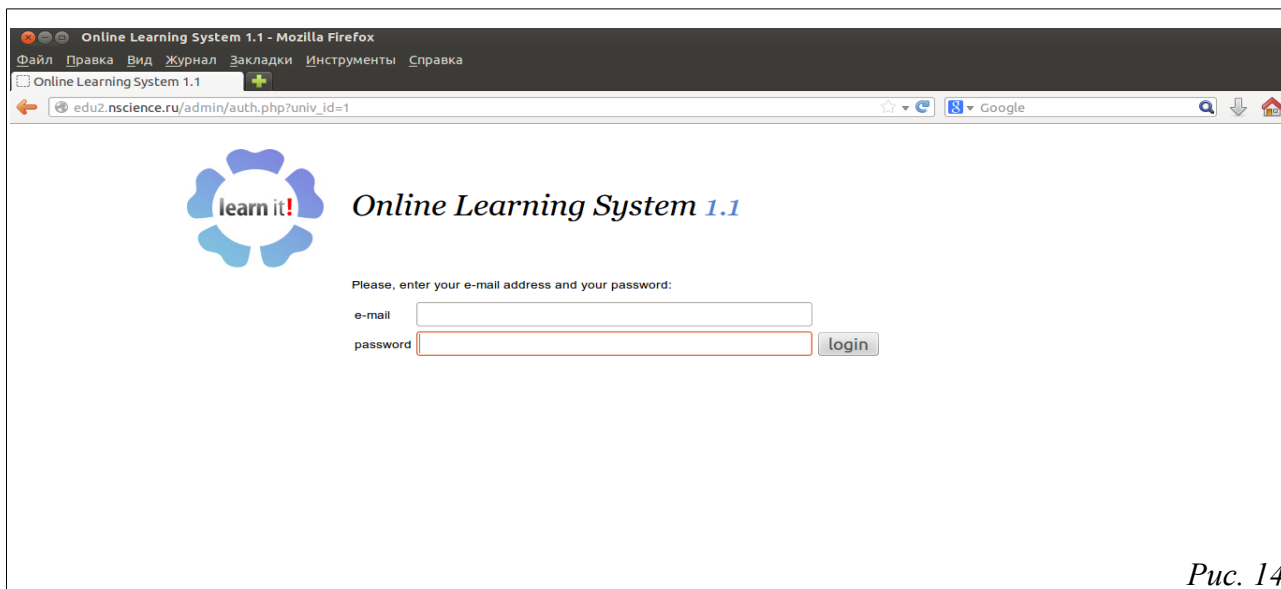 Online Learning System 1.1 - Mozilla Firefox
Файл Правка Вид Журнал Закладки Инструменты Справка
Online Learning System 1.1
edu2.nscience.ru/admin/auth.php?univ_id=1
Google
learn it!
Online Learning System 1.1
Please, enter your e-mail address and your password:
e-mail
password
login
Рис. 14